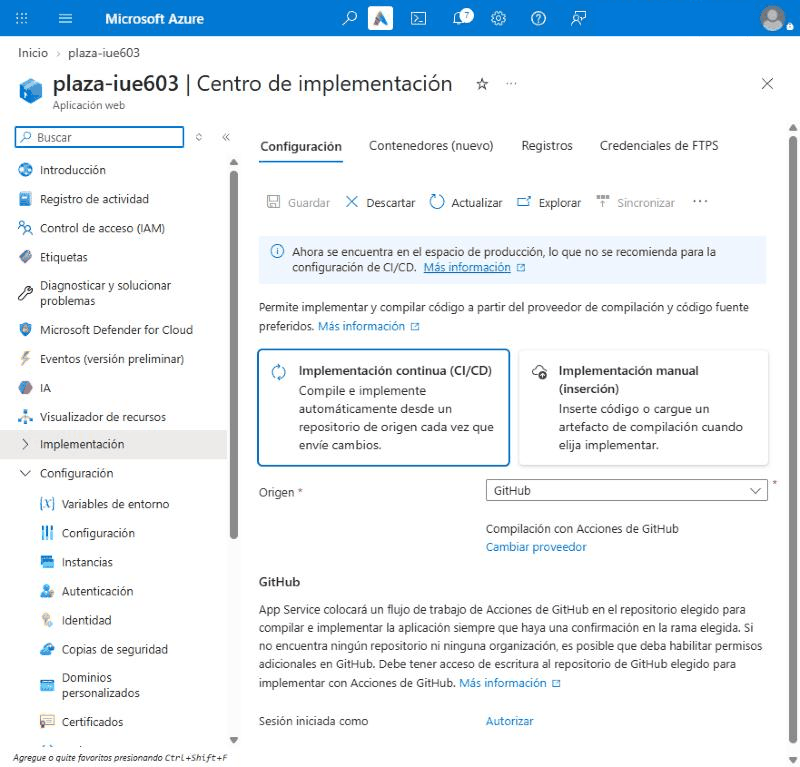 Microsoft Azure
7
Inicio > plaza-iue603
plaza-iue603 | Centro de implementación
Aplicación web
Buscar
Introducción
Registro de actividad
Control de acceso (IAM)
Etiquetas
Diagnosticar y solucionar
problemas
Microsoft Defender for Cloud
Eventos (versión preliminar)
IA
Visualizador de recursos
Implementación
Configuración
Variables de entorno
Configuración
Instancias
Autenticación
Identidad
Copias de seguridad
Dominios
personalizados
Certificados
Agregue o quite favoritos presionando Ctrl+Shift+F
Configuración Contenedores (nuevo) Registros Credenciales de FTPS
Guardar Descartar Actualizar Explorar Sincronizar ...
Ahora se encuentra en el espacio de producción, lo que no se recomienda para la
configuración de CI/CD. Más información
Permite implementar y compilar código a partir del proveedor de compilación y código fuente
preferidos. Más información
Implementación continua (CI/CD)
Compile e implemente
automáticamente desde un
repositorio de origen cada vez que
envíe cambios.
Implementación manual
(inserción)
Inserte código o cargue un
artefacto de compilación cuando
elija implementar.
Origen * GitHub *
Compilación con Acciones de GitHub
Cambiar proveedor
GitHub
App Service colocará un flujo de trabajo de Acciones de GitHub en el repositorio elegido para
compilar e implementar la aplicación siempre que haya una confirmación en la rama elegida. Si
no encuentra ningún repositorio ni ninguna organización, es posible que deba habilitar permisos
adicionales en GitHub. Debe tener acceso de escritura al repositorio de GitHub elegido para
implementar con Acciones de GitHub. Más información
Sesión iniciada como Autorizar